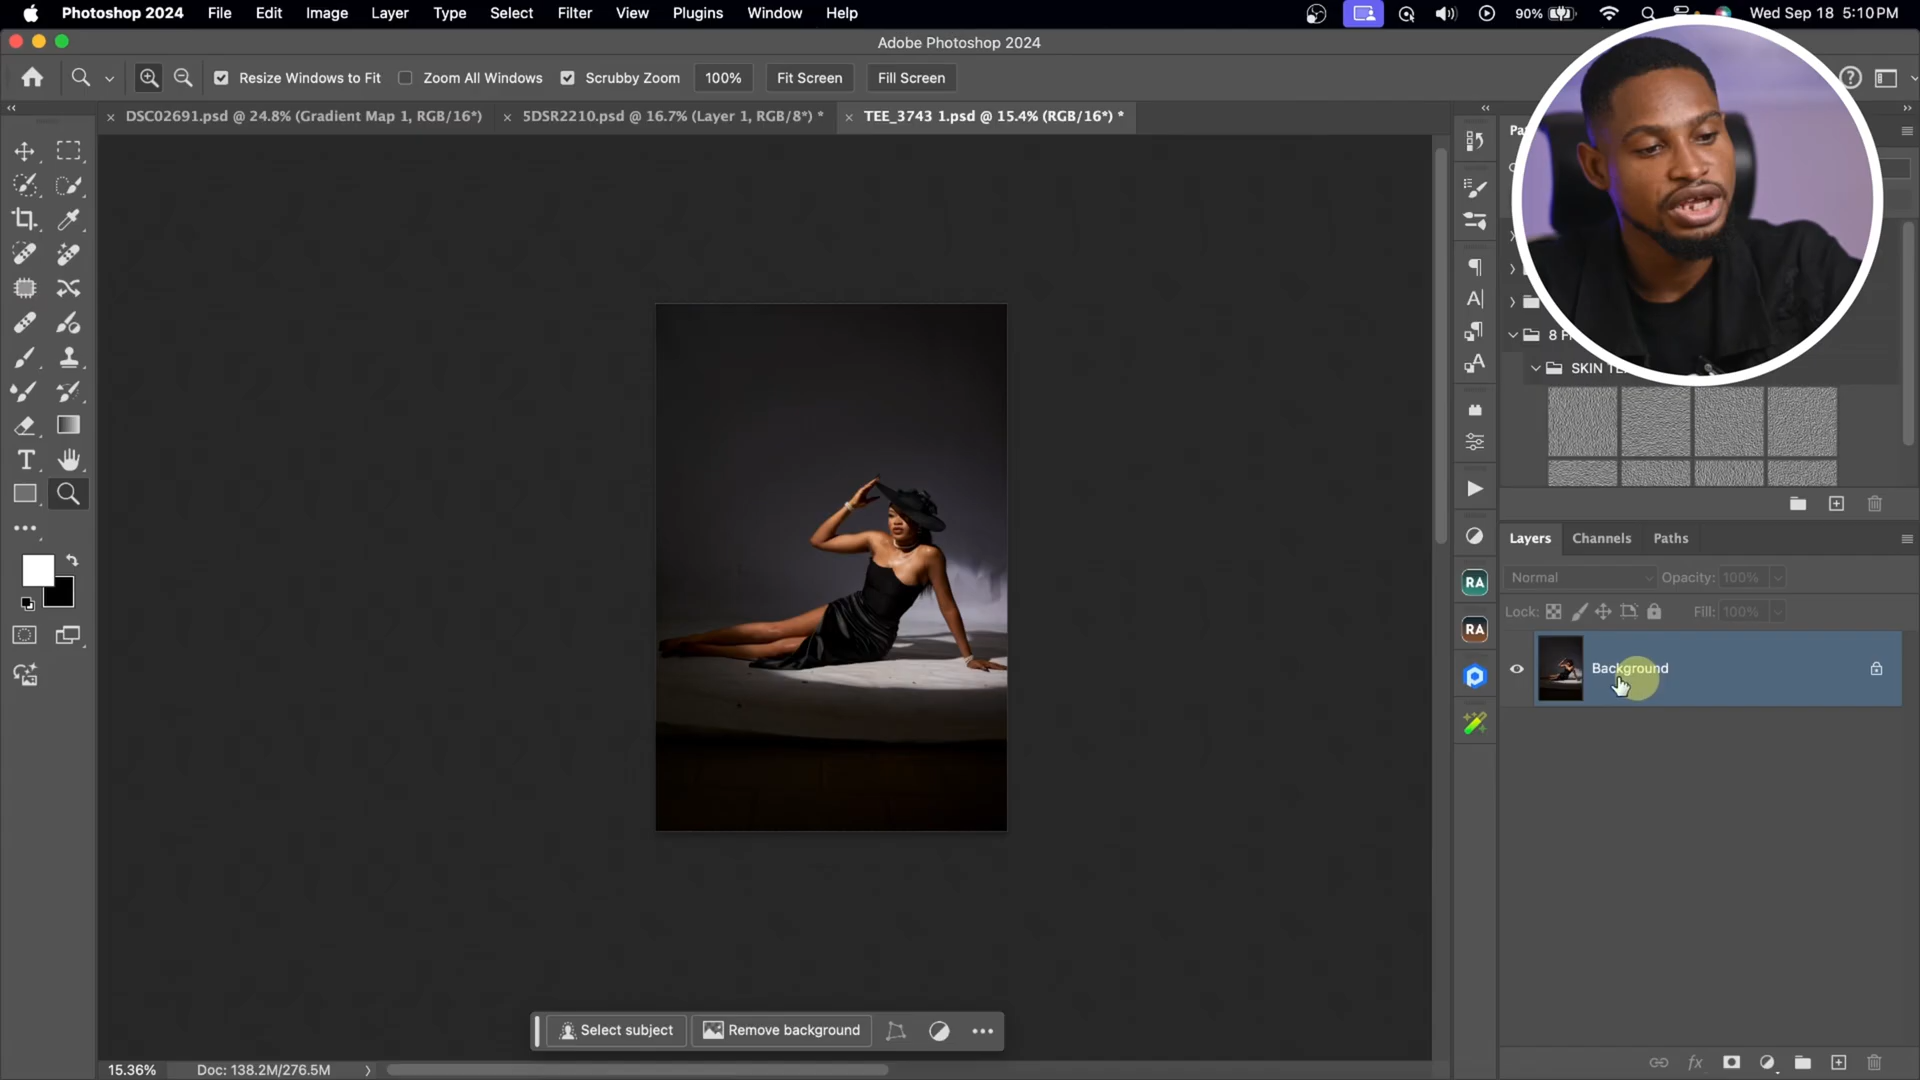 Photoshop 2024 File Edit Image Layer Type Select Filter View Plugins Window Help 90% Wed Sep 18 5:10 PM
Adobe Photoshop 2024
Resize Windows to Fit Zoom All Windows Scrubby Zoom 100% Fit Screen Fill Screen
DSC02691.psd @ 24.8% (Gradient Map 1, RGB/16*) 5DSR2210.psd @ 16.7% (Layer 1, RGB/8*) * TEE_3743 1.psd @ 15.4% (RGB/16*) *
SKIN
Layers Channels Paths
Normal Opacity: 100%
Lock: Fill: 100%
RA
RA
Background
Select subject Remove background
15.36% Doc: 138.2M/276.5M